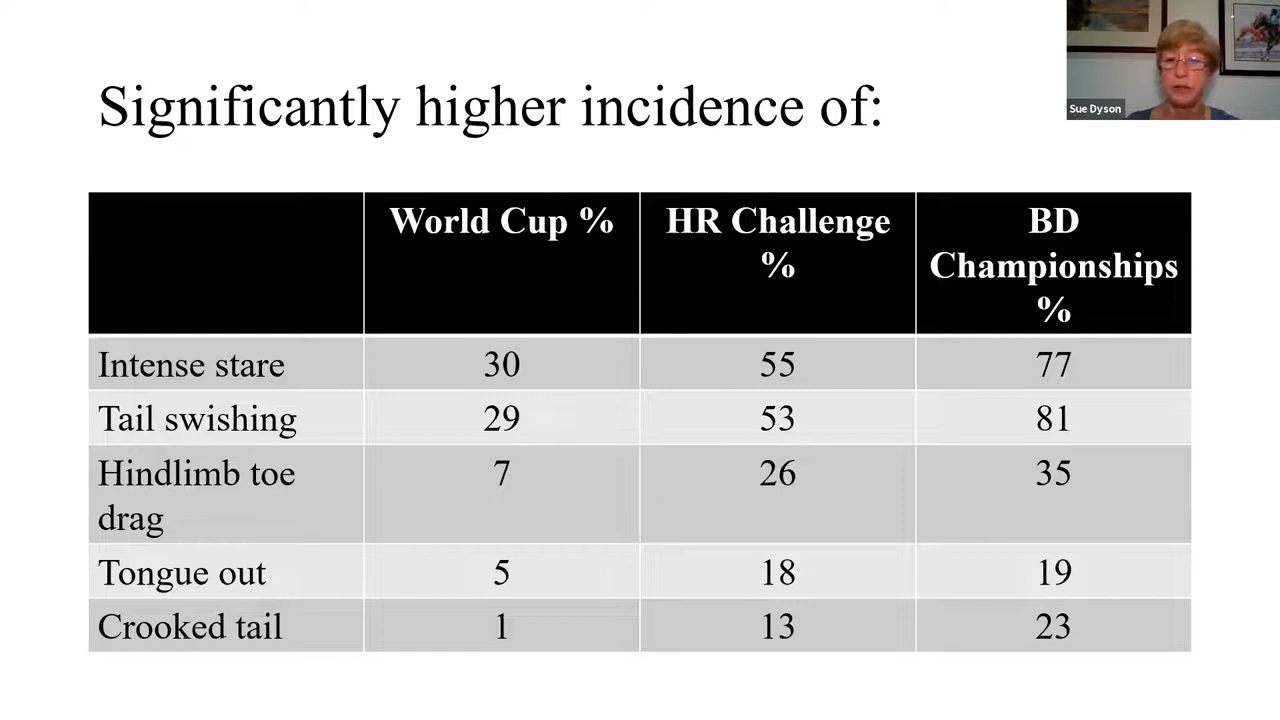 Significantly higher incidence of:
Sue Dyson
World Cup % HR Challenge % BD Championships %
Intense stare 30 55 77
Tail swishing 29 53 81
Hindlimb toe drag 7 26 35
Tongue out 5 18 19
Crooked tail 1 13 23